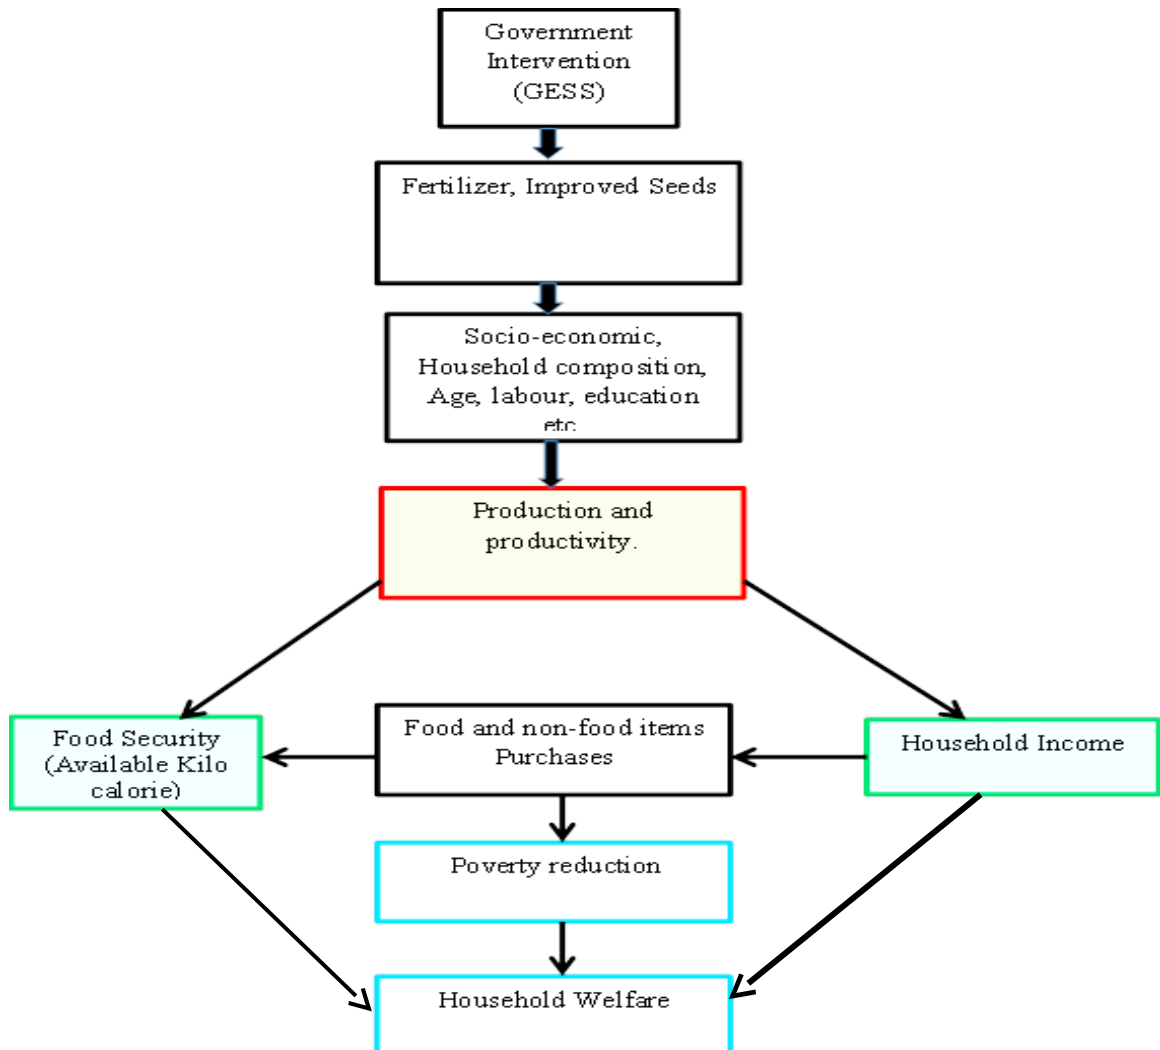 Government
Intervention
(GESS)
Fertilizer, Improved Seeds
Socio-economic,
Household composition,
Age, labour, education
etc
Production and
productivity.
Food Security
(Available Kilo
calorie)
Food and non-food items
Purchases
Household Income
Poverty reduction
Household Welfare